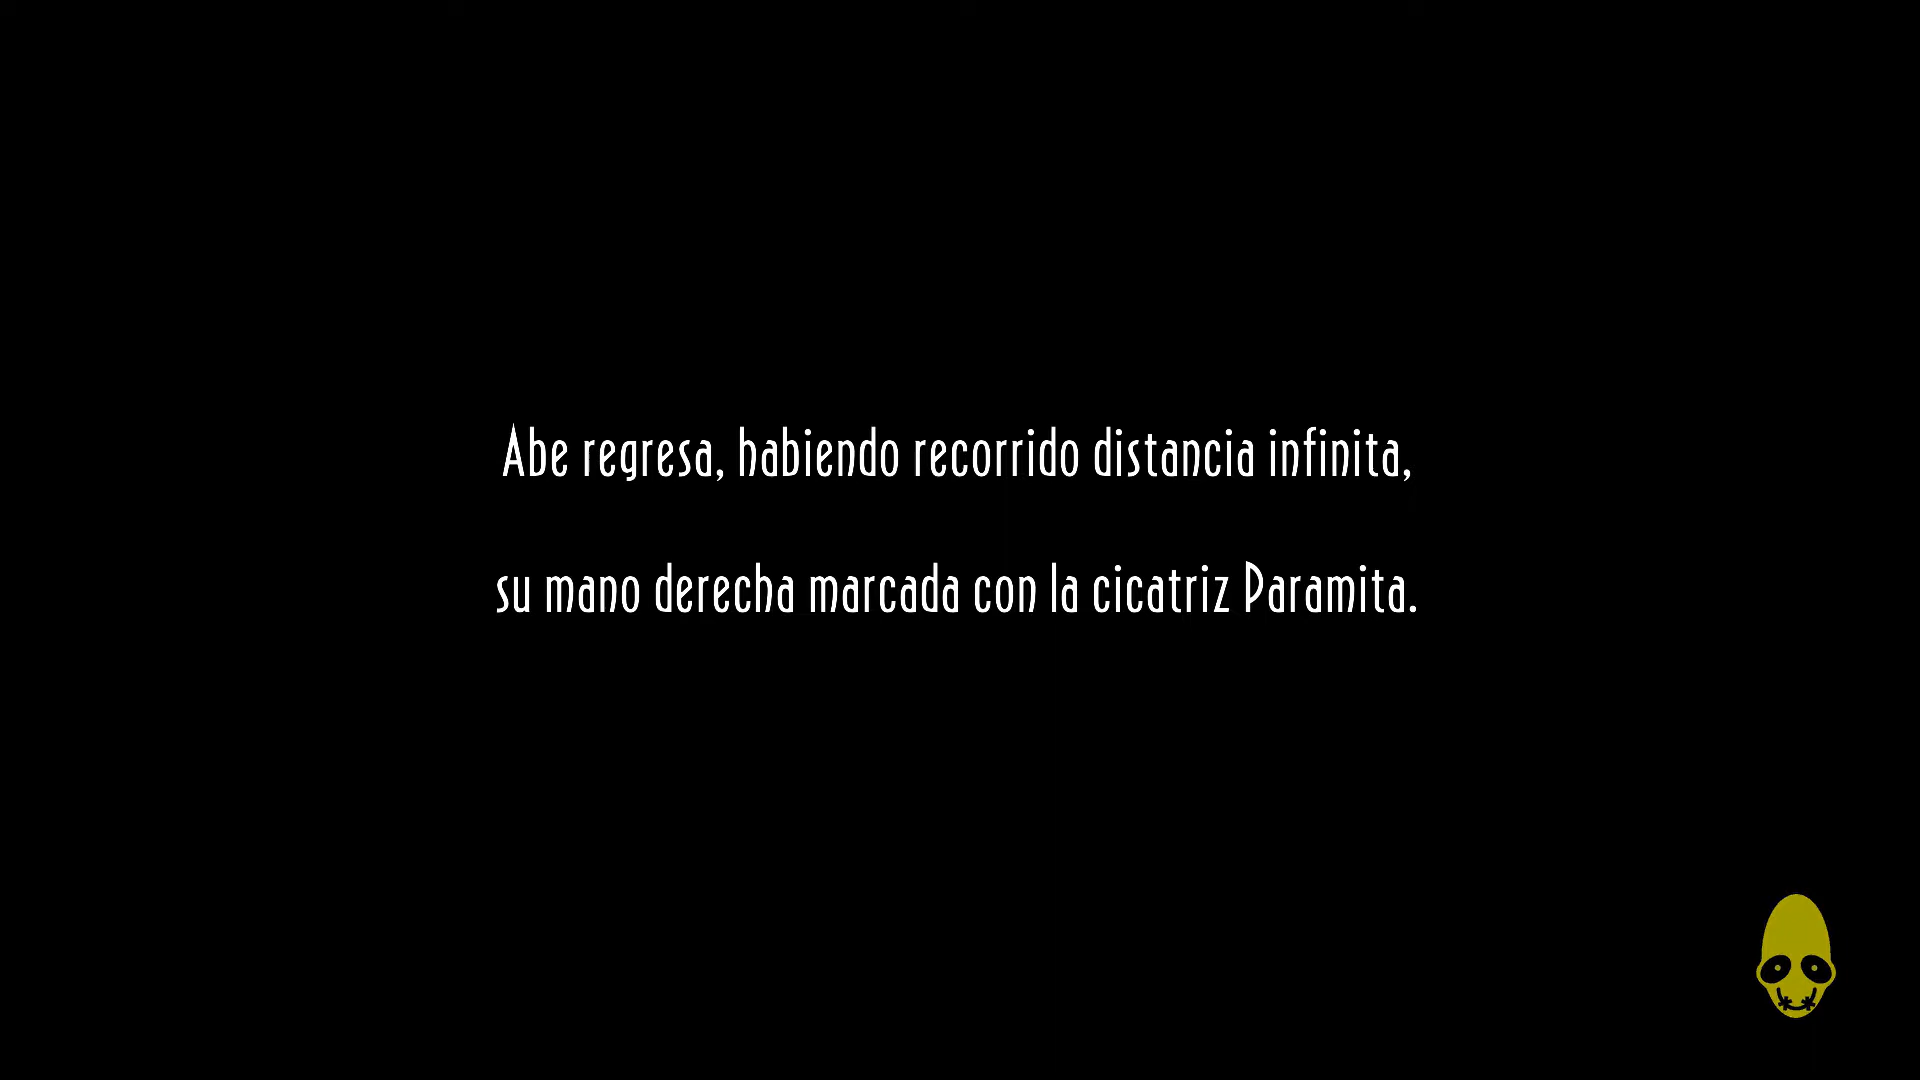 Abe regresa, habiendo recorrido distancia infinita,
su mano derecha marcada con la cicatriz Paramita.